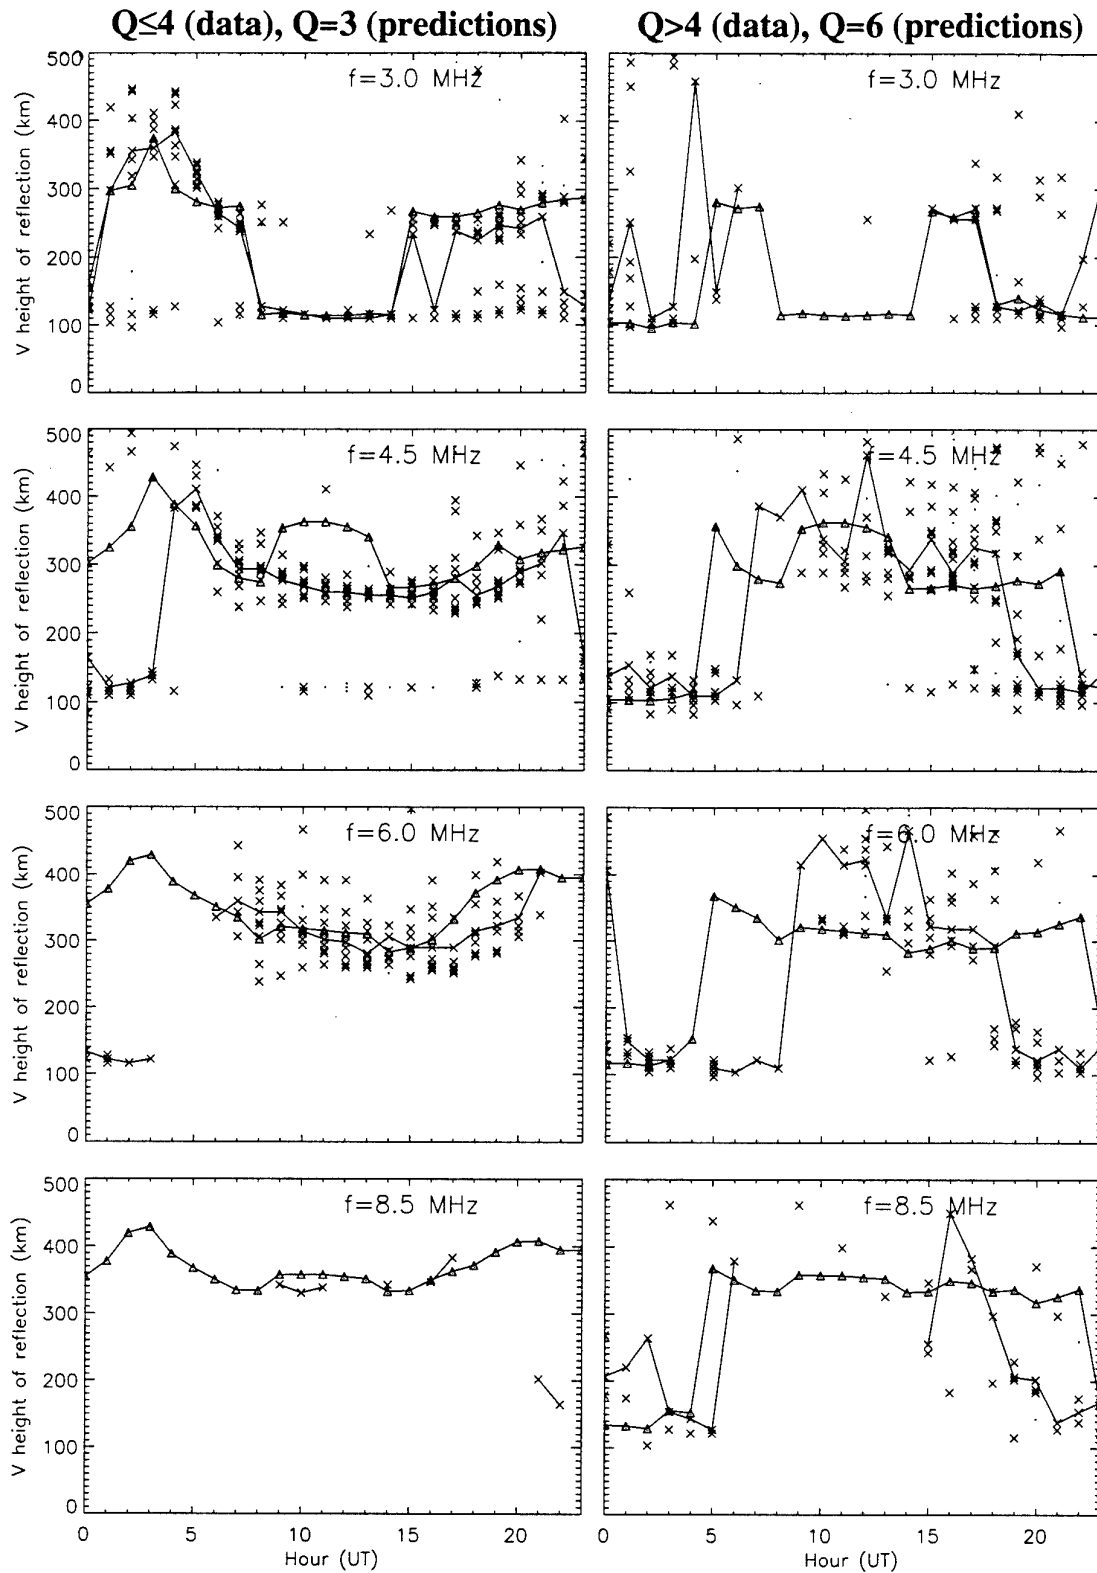 Q≤4 (data), Q=3 (predictions)
Q>4 (data), Q=6 (predictions)
f=3.0 MHz
500
400
300
200
100
0
V height of reflection (km)
f=3.0 MHz
f=4.5 MHz
500
400
300
200
100
0
V height of reflection (km)
f=4.5 MHz
f=6.0 MHz
500
400
300
200
100
0
V height of reflection (km)
f=6.0 MHz
f=8.5 MHz
500
400
300
200
100
0
V height of reflection (km)
0 5 10 15 20
Hour (UT)
f=8.5 MHz
0 5 10 15 20
Hour (UT)